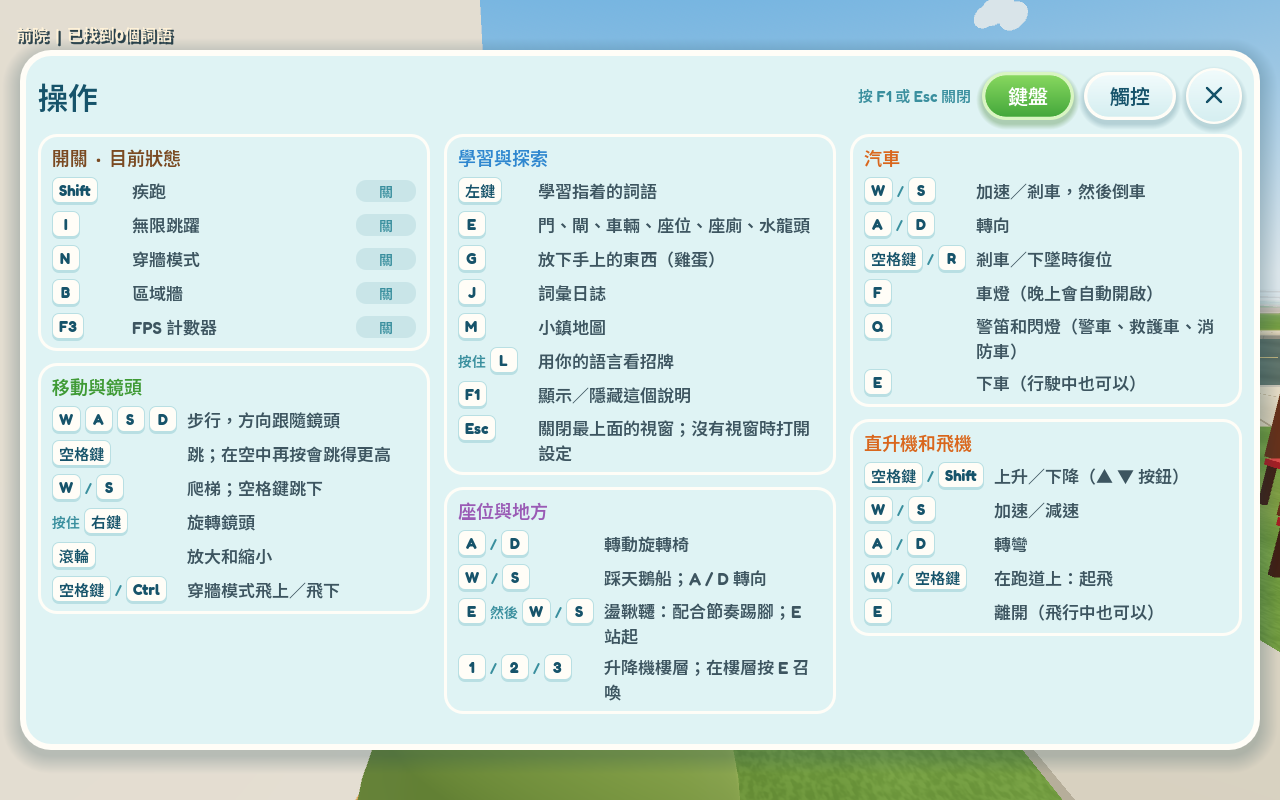 前院 | 已找到0個詞語
操作
按 F1 或 Esc 關閉
鍵盤
觸控
開關 · 目前狀態
Shift 疾跑 關
I 無限跳躍 關
N 穿牆模式 關
B 區域牆 關
F3 FPS 計數器 關
移動與鏡頭
W A S D 步行，方向跟隨鏡頭
空格鍵 跳；在空中再按會跳得更高
W / S 爬梯；空格鍵跳下
按住 右鍵 旋轉鏡頭
滾輪 放大和縮小
空格鍵 / Ctrl 穿牆模式飛上／飛下
學習與探索
左鍵 學習指着的詞語
E 門、閘、車輛、座位、座廁、水龍頭
G 放下手上的東西（雞蛋）
J 詞彙日誌
M 小鎮地圖
按住 L 用你的語言看招牌
F1 顯示／隱藏這個說明
Esc 關閉最上面的視窗；沒有視窗時打開
設定
座位與地方
A / D 轉動旋轉椅
W / S 踩天鵝船；A / D 轉向
E 然後 W / S 盪鞦韆：配合節奏踢腳；E
站起
1 / 2 / 3 升降機樓層；在樓層按 E 召
喚
汽車
W / S 加速／剎車，然後倒車
A / D 轉向
空格鍵 / R 剎車／下墜時復位
F 車燈（晚上會自動開啟）
Q 警笛和閃燈（警車、救護車、消
防車）
E 下車（行駛中也可以）
直升機和飛機
空格鍵 / Shift 上升／下降（▲ ▼ 按鈕）
W / S 加速／減速
A / D 轉彎
W / 空格鍵 在跑道上：起飛
E 離開（飛行中也可以）